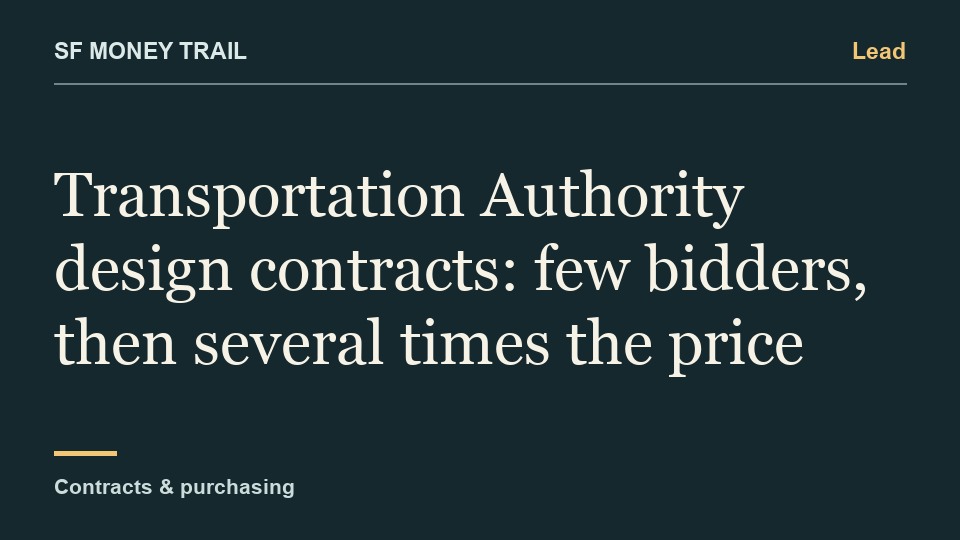 SF MONEY TRAIL
Lead
Transportation Authority
design contracts: few bidders,
then several times the price
Contracts & purchasing